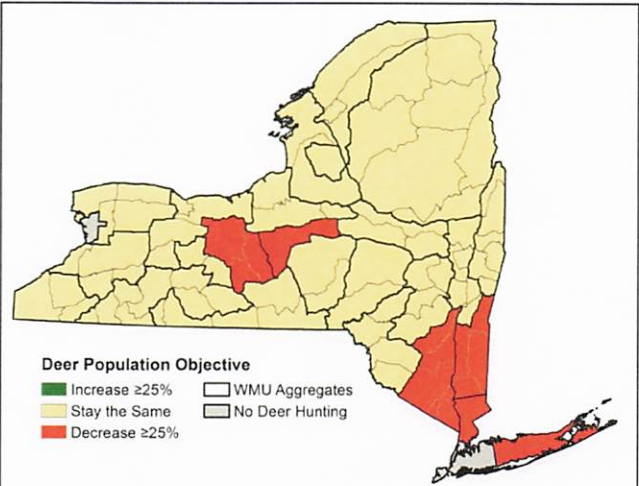 Deer Population Objective
Increase ≥25%
Stay the Same
Decrease ≥25%
WMU Aggregates
No Deer Hunting